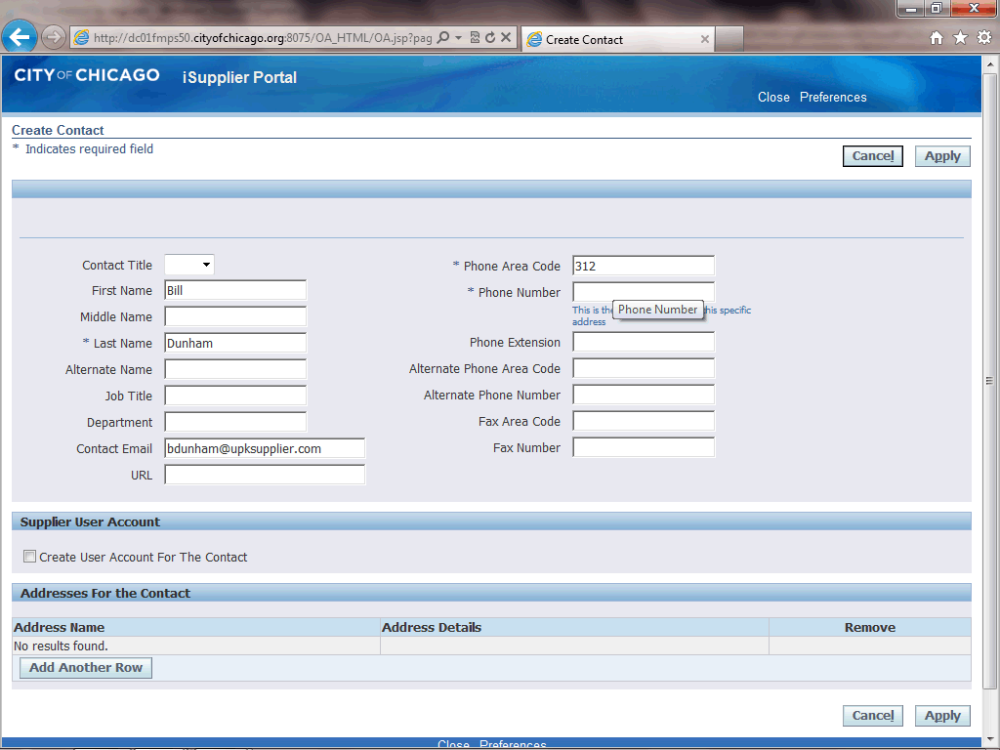 http://dc01fmps50.cityofchicago.org:8075/OA_HTML/OA.jsp?pag
Create Contact
CITY OF CHICAGO iSupplier Portal
Close Preferences
Create Contact
* Indicates required field
Cancel Apply
Contact Title
* Phone Area Code 312
First Name Bill
* Phone Number
This is the
Phone Number
his specific
address
Middle Name
* Last Name Dunham
Phone Extension
Alternate Name
Alternate Phone Area Code
Job Title
Alternate Phone Number
Department
Fax Area Code
Contact Email bdunham@upksupplier.com
Fax Number
URL
Supplier User Account
Create User Account For The Contact
Addresses For the Contact
Address Name Address Details Remove
No results found.
Add Another Row
Cancel Apply
Close Preferences